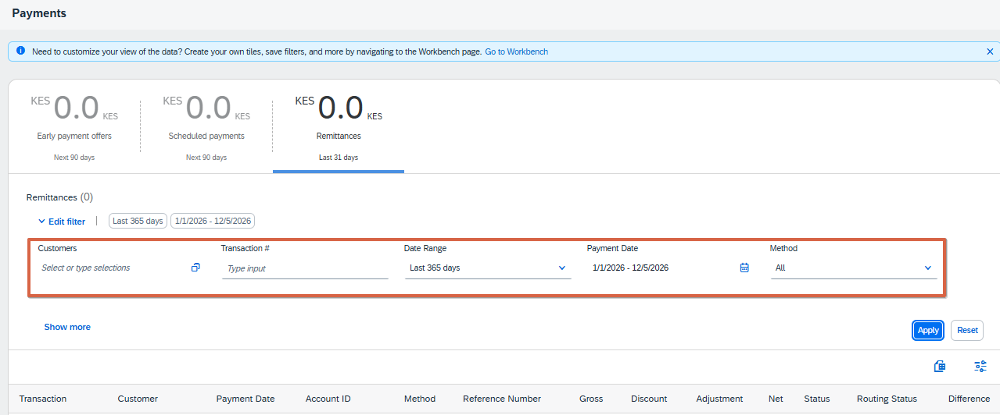 Payments
Need to customize your view of the data? Create your own tiles, save filters, and more by navigating to the Workbench page. Go to Workbench
KES 0.0 KES KES 0.0 KES KES 0.0 KES
Early payment offers Scheduled payments Remittances
Next 90 days Next 90 days Last 31 days
Remittances (0)
Edit filter Last 365 days 1/1/2026 - 12/5/2026
Customers Transaction # Date Range Payment Date Method
Select or type selections Type input Last 365 days 1/1/2026 - 12/5/2026 All
Show more
Apply Reset
Transaction Customer Payment Date Account ID Method Reference Number Gross Discount Adjustment Net Status Routing Status Difference